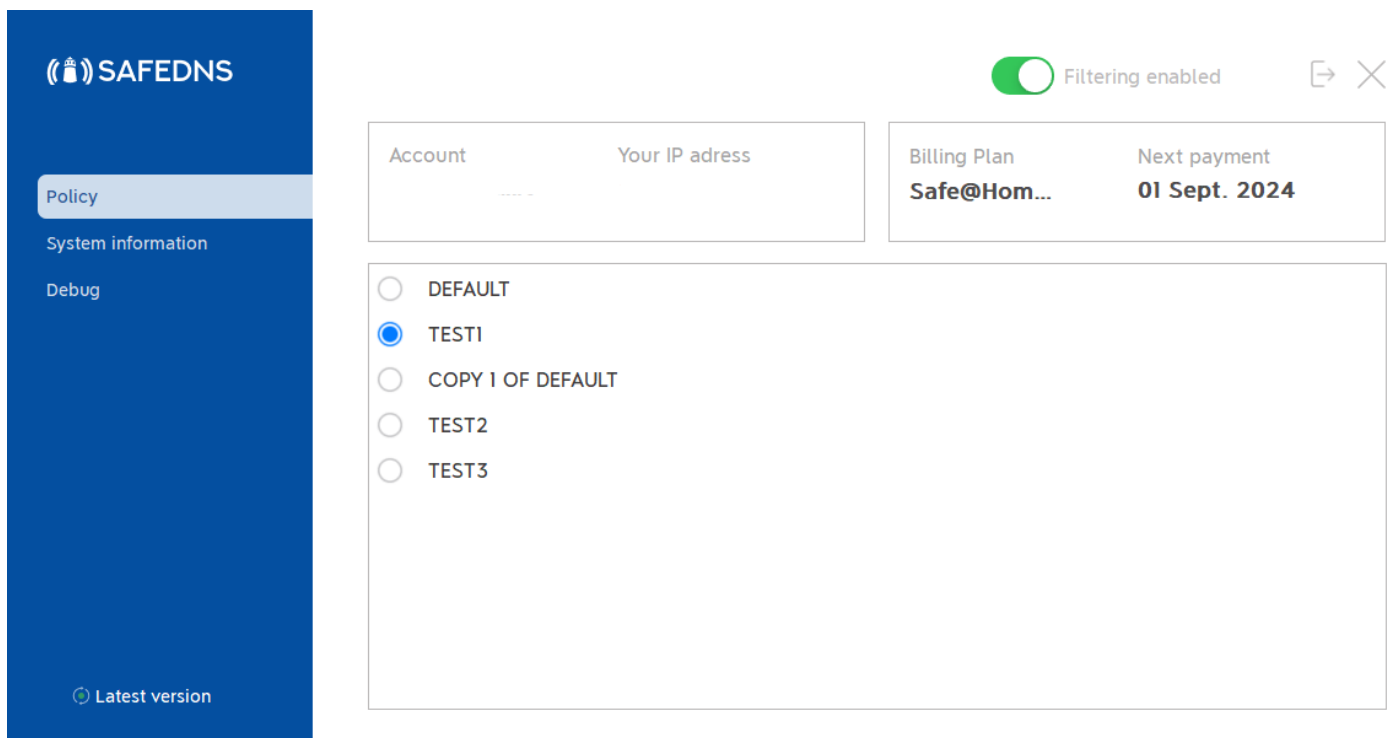 SAFEDNS
Filtering enabled
Account
Your IP adress
Billing Plan
Next payment
Safe@Hom...
01 Sept. 2024
Policy
System information
Debug
DEFAULT
TEST1
COPY 1 OF DEFAULT
TEST2
TEST3
Latest version